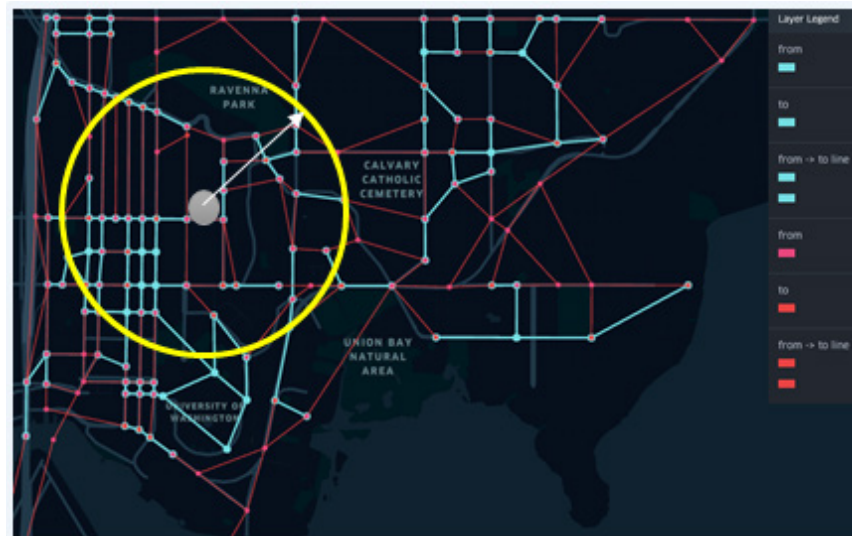 Layer Legend
from
to
from -> to line
from
to
from -> to line
RAVENNA
PARK
CALVARY
CATHOLIC
CEMETERY
UNION BAY
NATURAL
AREA
UNIVERSITY OF
WASHINGTON